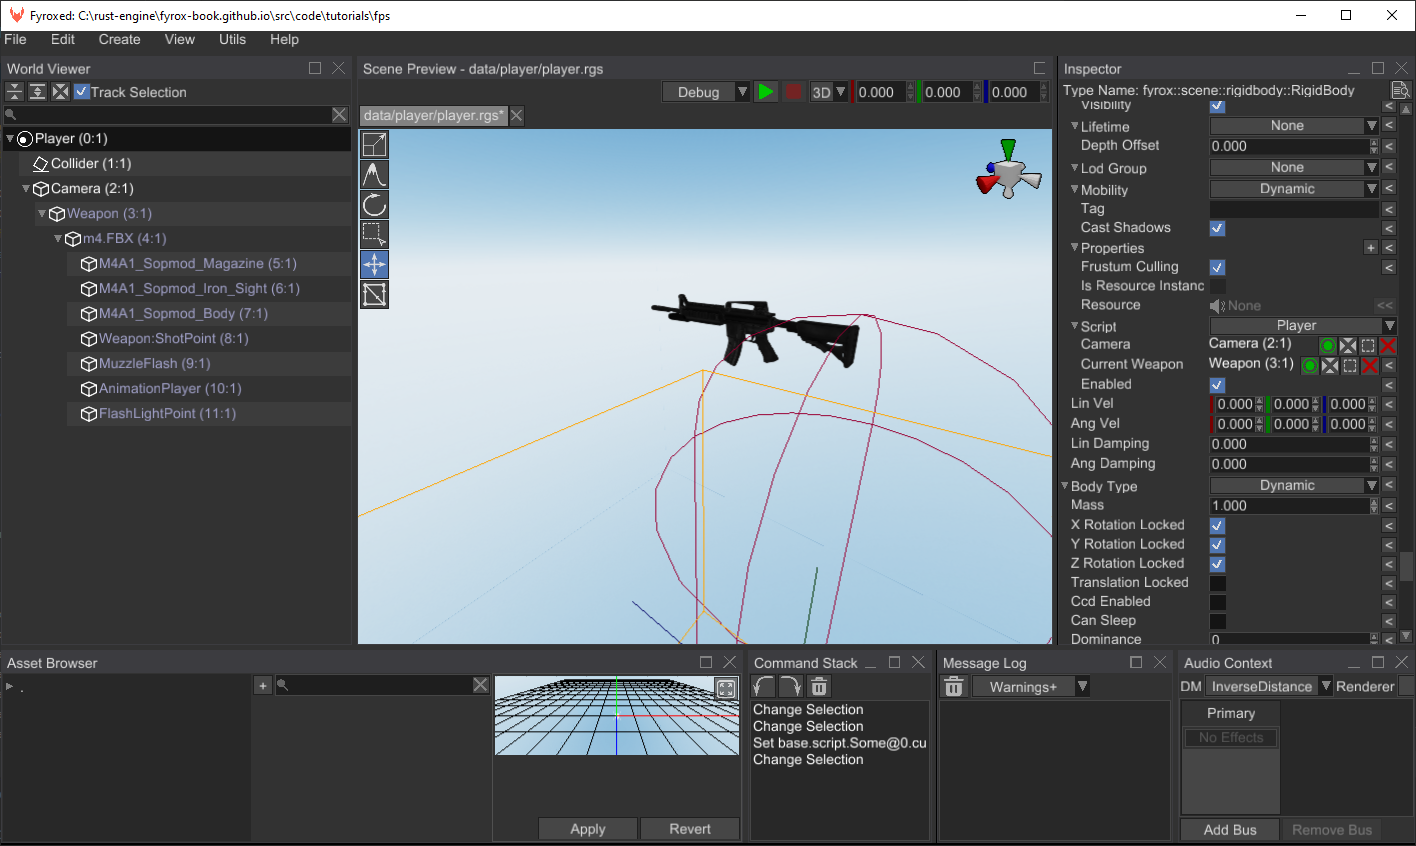 Fyroxed: C:\rust-engine\fyrox-book.github.io\src\code\tutorials\fps
File Edit Create View Utils Help
World Viewer
Track Selection
Player (0:1)
Collider (1:1)
Camera (2:1)
Weapon (3:1)
m4.FBX (4:1)
M4A1_Sopmod_Magazine (5:1)
M4A1_Sopmod_Iron_Sight (6:1)
M4A1_Sopmod_Body (7:1)
Weapon:ShotPoint (8:1)
MuzzleFlash (9:1)
AnimationPlayer (10:1)
FlashLightPoint (11:1)
Scene Preview - data/player/player.rgs
Debug 3D 0.000 0.000 0.000
data/player/player.rgs*
Inspector
Type Name: fyrox::scene::rigidbody::RigidBody
Visibility <
Lifetime None <
Depth Offset 0.000 <
Lod Group None <
Mobility Dynamic <
Tag <
Cast Shadows <
Properties + <
Frustum Culling <
Is Resource Instanc
Resource None <<
Script Player
Camera Camera (2:1) <
Current Weapon Weapon (3:1) <
Enabled <
Lin Vel 0.000 0.000 0.000 <
Ang Vel 0.000 0.000 0.000 <
Lin Damping 0.000 <
Ang Damping 0.000 <
Body Type Dynamic <
Mass 1.000 <
X Rotation Locked <
Y Rotation Locked <
Z Rotation Locked <
Translation Locked <
Ccd Enabled <
Can Sleep <
Dominance 0 <
Asset Browser
.
+
Apply Revert
Command Stack
Change Selection
Change Selection
Set base.script.Some@0.cu
Change Selection
Message Log
Warnings+
Audio Context
DM InverseDistance Renderer
Primary
No Effects
Add Bus Remove Bus